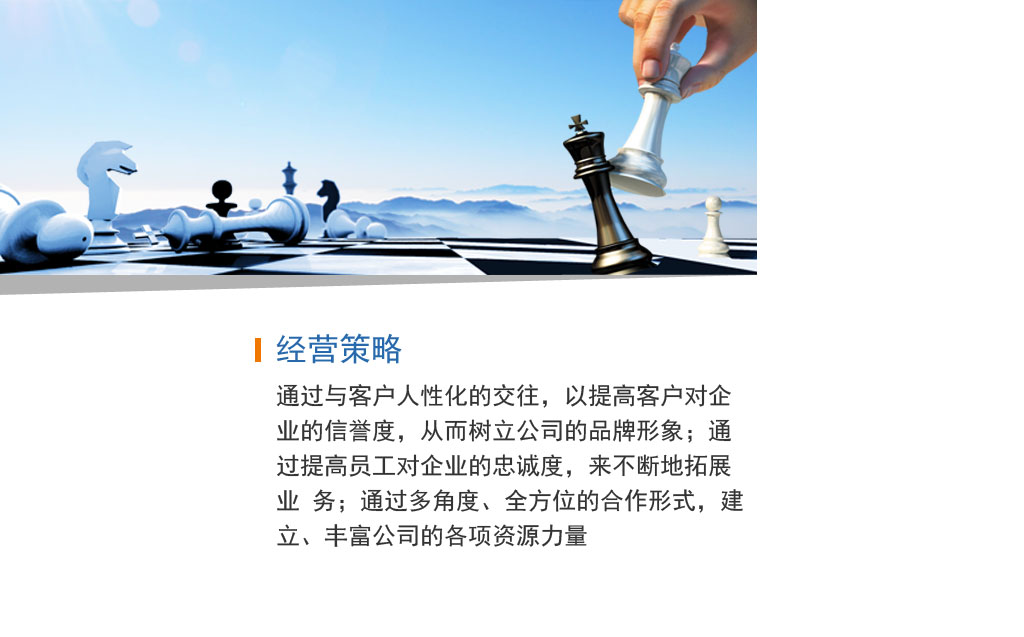 经营策略
通过与客户人性化的交往，以提高客户对企
业的信誉度，从而树立公司的品牌形象；通
过提高员工对企业的忠诚度，来不断地拓展
业 务；通过多角度、全方位的合作形式，建
立、丰富公司的各项资源力量